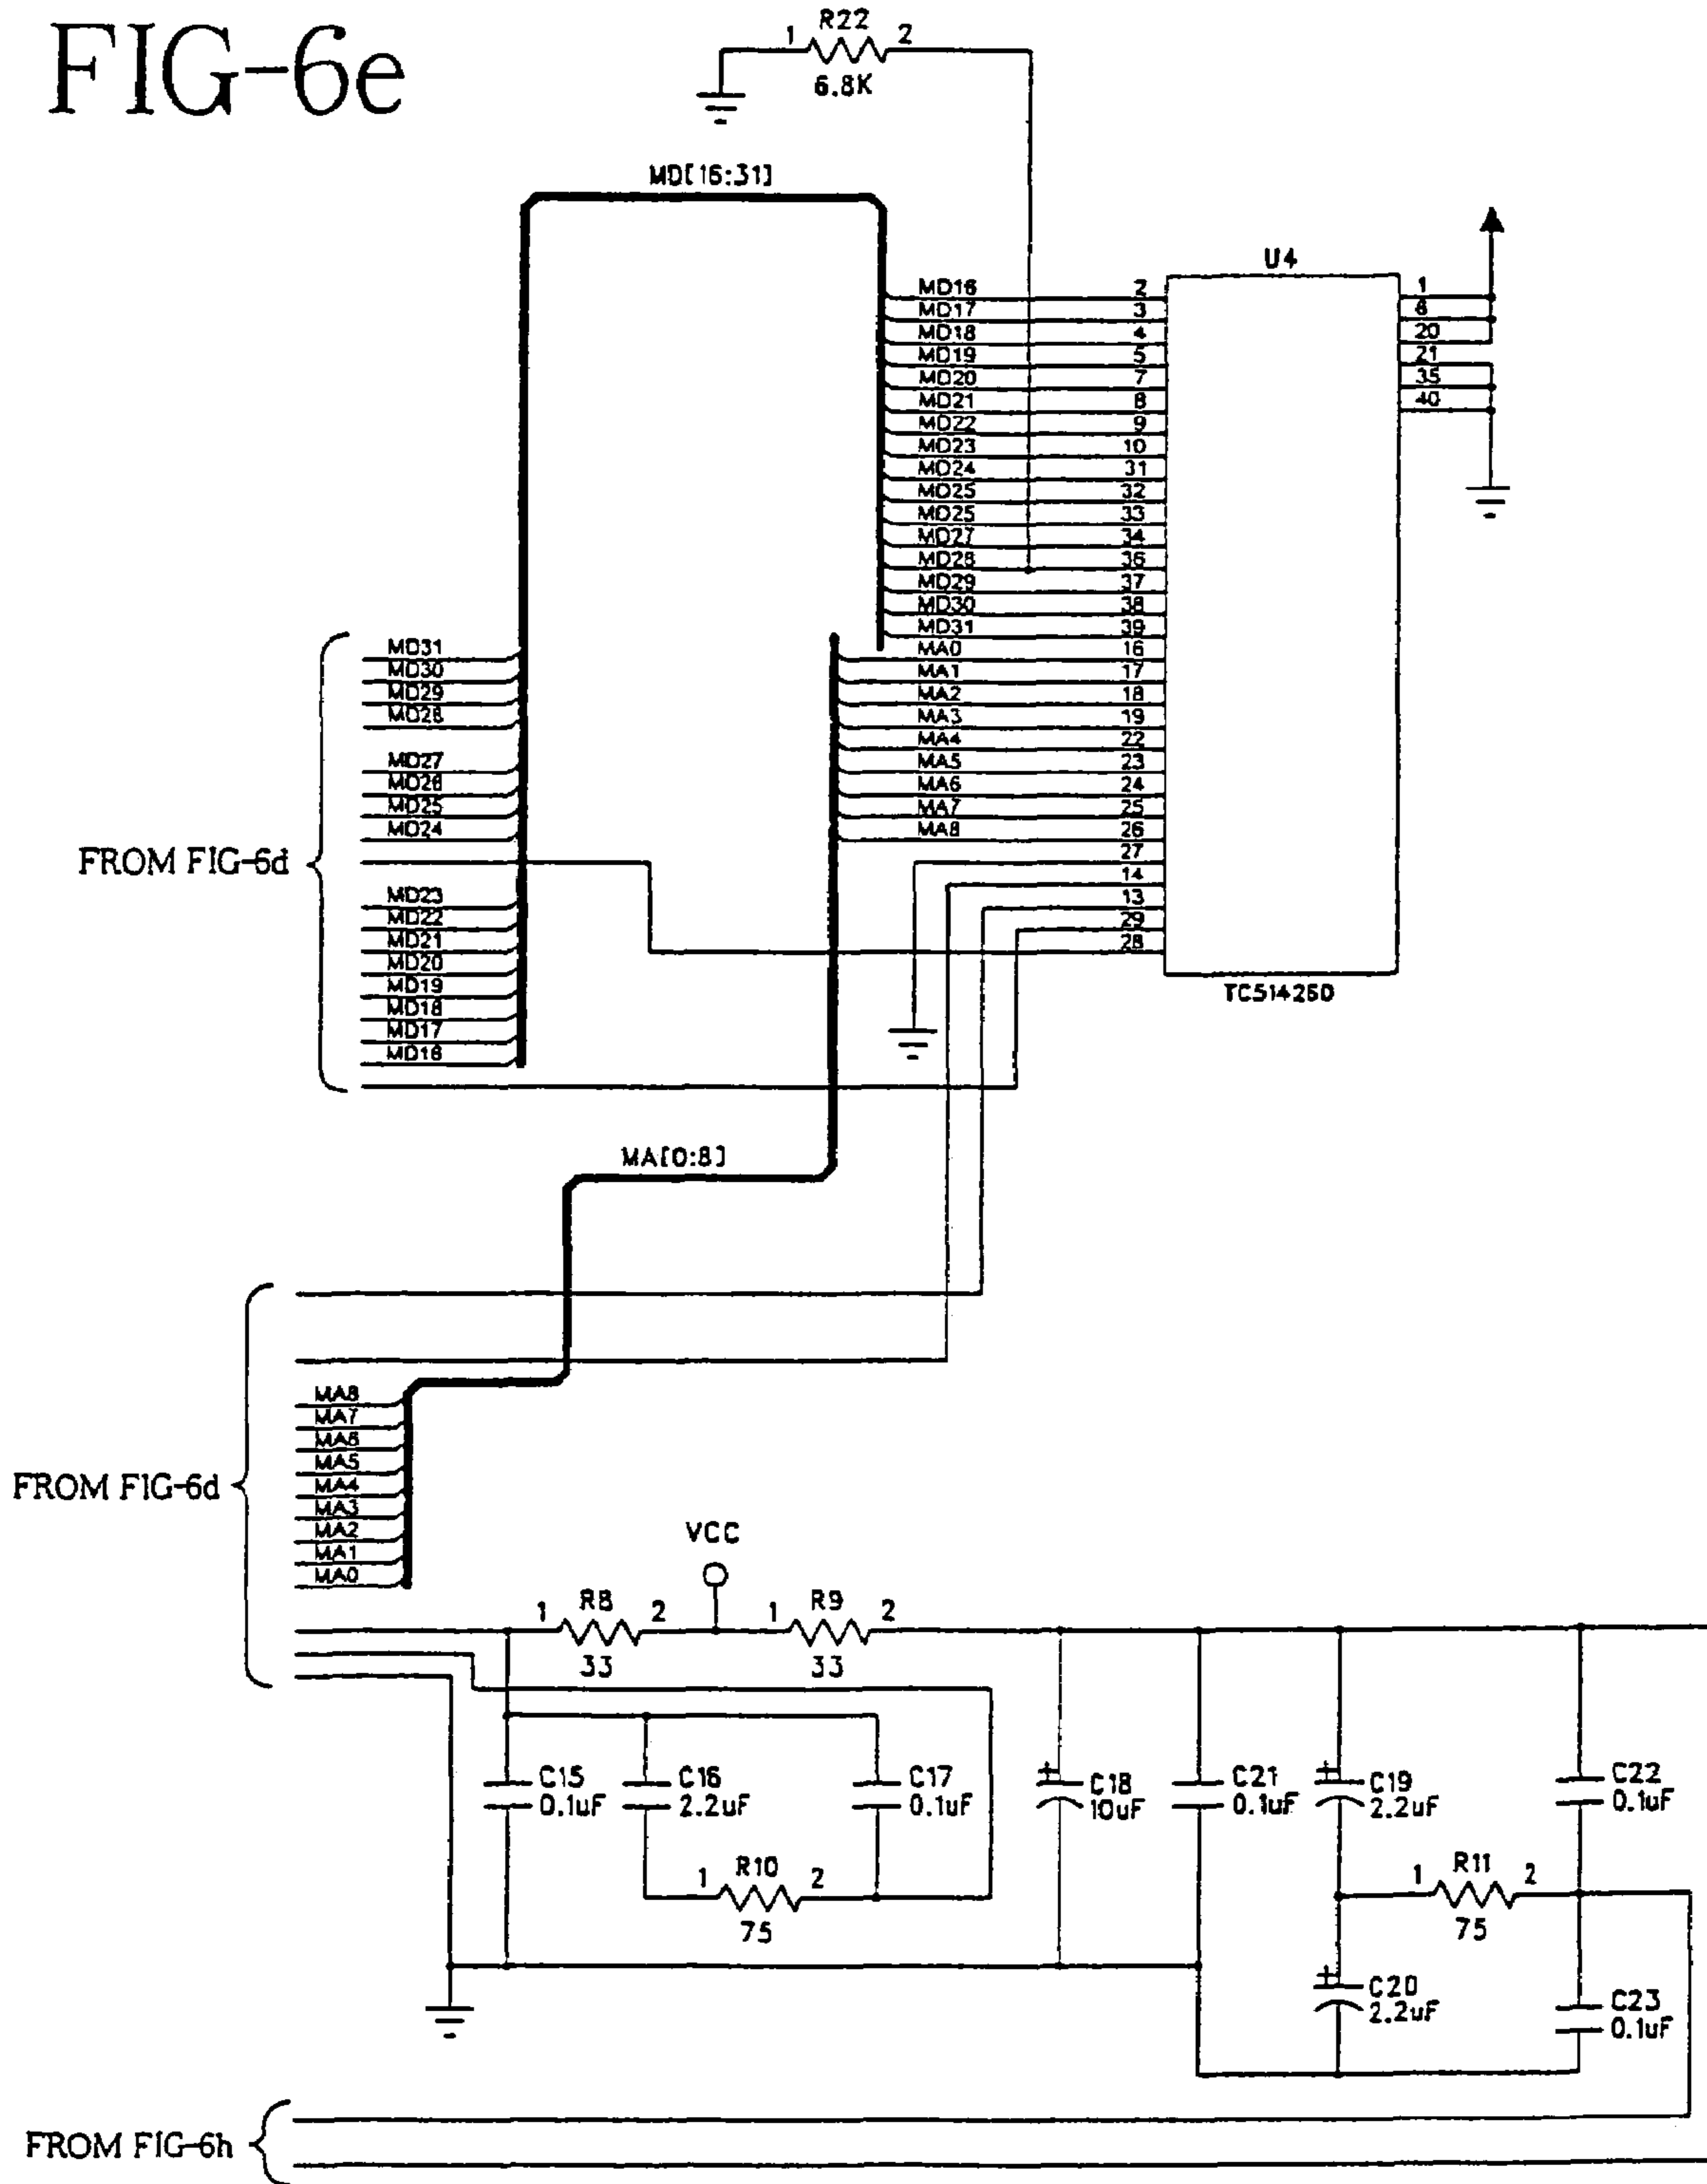 FIG-6e
1 R22 2
6.8K
MD[16:31]
U4
MD16 2
MD17 3
MD18 4
MD19 5
MD20 7
MD21 8
MD22 9
MD23 10
MD24 31
MD25 32
MD25 33
MD27 34
MD28 36
MD29 37
MD30 38
MD31 39
MA0 16
MA1 17
MA2 18
MA3 19
MA4 22
MA5 23
MA6 24
MA7 25
MA8 26
27
14
13
29
28
1
6
20
21
35
40
TC51426D
MD31
MD30
MD29
MD28
MD27
MD26
MD25
MD24
FROM FIG-6d
MD23
MD22
MD21
MD20
MD19
MD18
MD17
MD16
MA[0:8]
MA8
MA7
MA6
MA5
FROM FIG-6d
MA4
MA3
MA2
MA1
MA0
VCC
1 R8 2
33
1 R9 2
33
C15
0.1uF
C16
2.2uF
C17
0.1uF
C18
10uF
C21
0.1uF
C19
2.2uF
C22
0.1uF
1 R10 2
75
1 R11 2
75
C20
2.2uF
C23
0.1uF
FROM FIG-6h